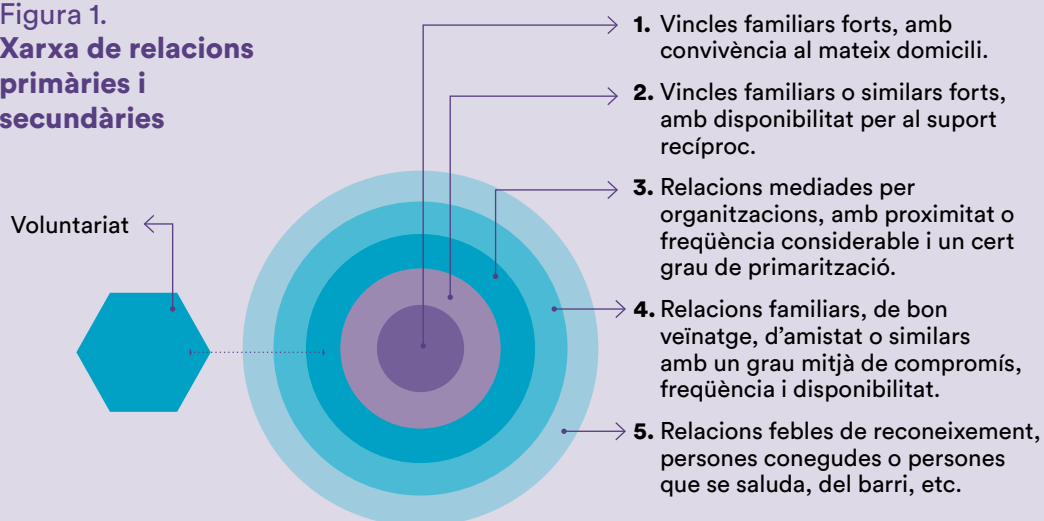 Figura 1.
Xarxa de relacions
primàries i
secundàries
Voluntariat
1. Vincles familiars forts, amb
convivència al mateix domicili.
2. Vincles familiars o similars forts,
amb disponibilitat per al suport
recíproc.
3. Relacions mediades per
organitzacions, amb proximitat o
freqüència considerable i un cert
grau de primarització.
4. Relacions familiars, de bon
veïnatge, d'amistat o similars
amb un grau mitjà de compromís,
freqüència i disponibilitat.
5. Relacions febles de reconeixement,
persones conegudes o persones
que se saluda, del barri, etc.